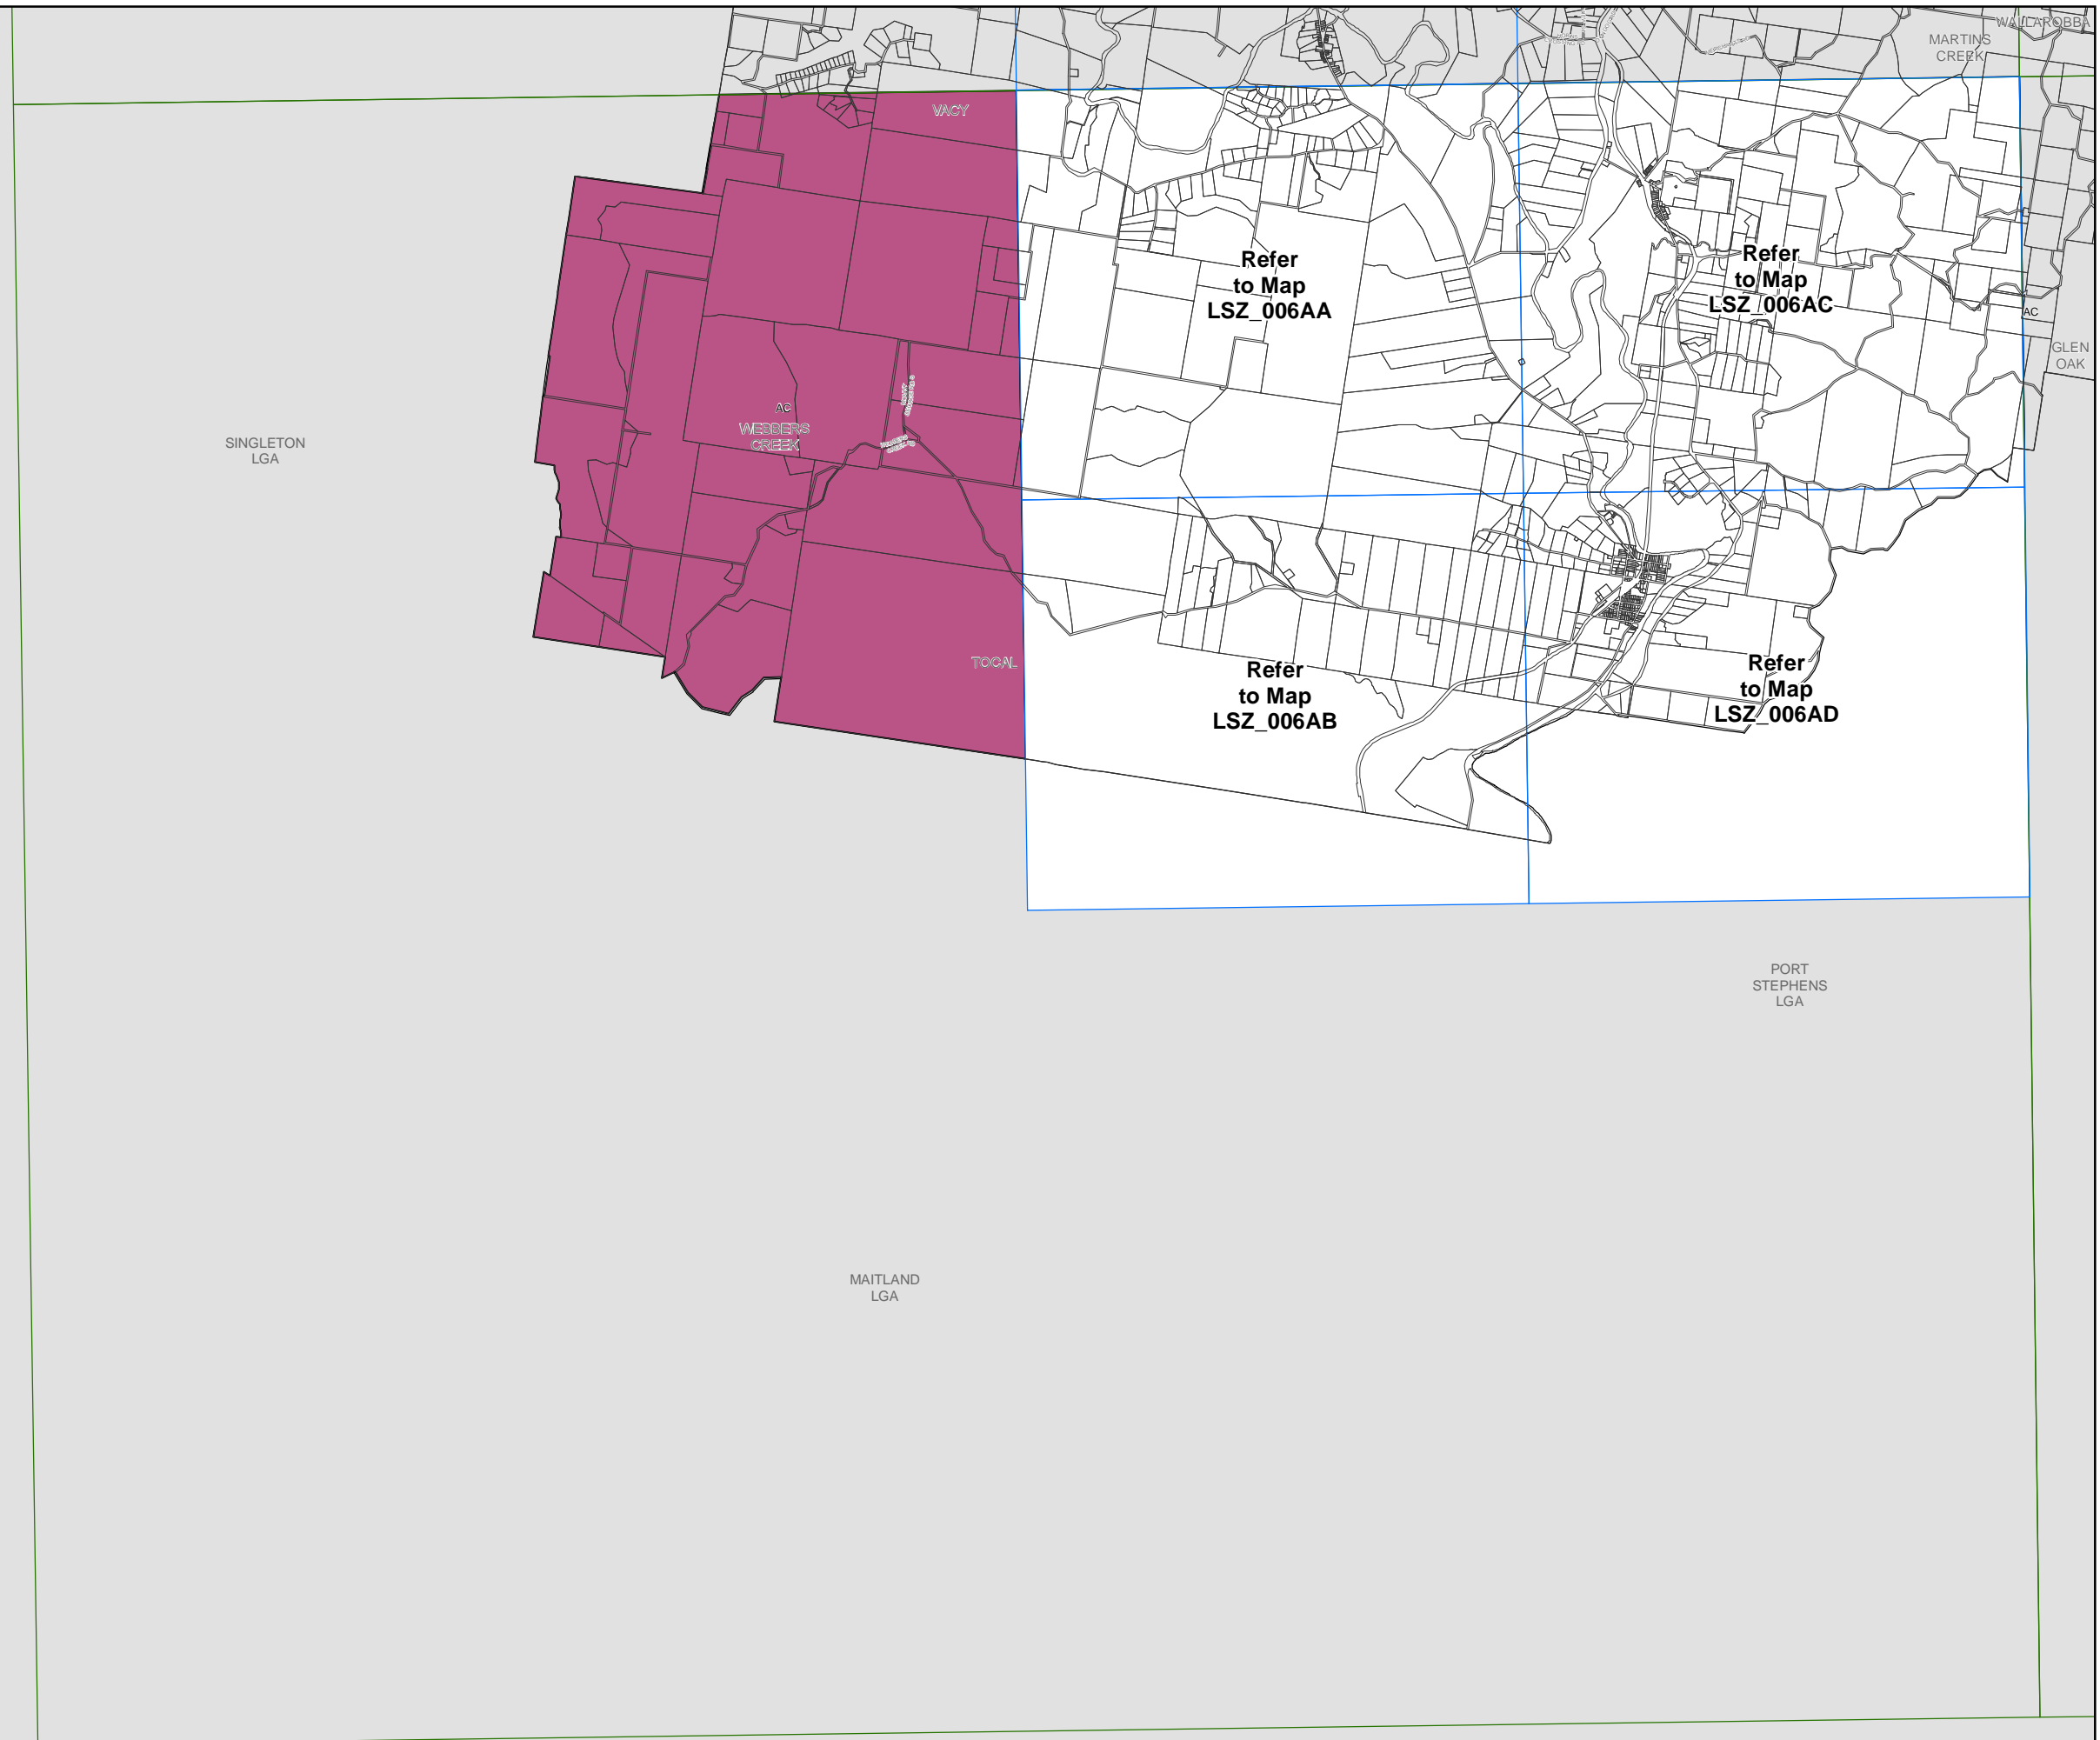 WALLAROBBA
MARTINS
CREEK
VACY
Refer
to Map
LSZ_006AA
Refer
to Map
LSZ_006AC
AC
GLEN
OAK
AC
WEBBERS
CREEK
SINGLETON
LGA
TOCAL
Refer
to Map
LSZ_006AB
Refer
to Map
LSZ_006AD
PORT
STEPHENS
LGA
MAITLAND
LGA